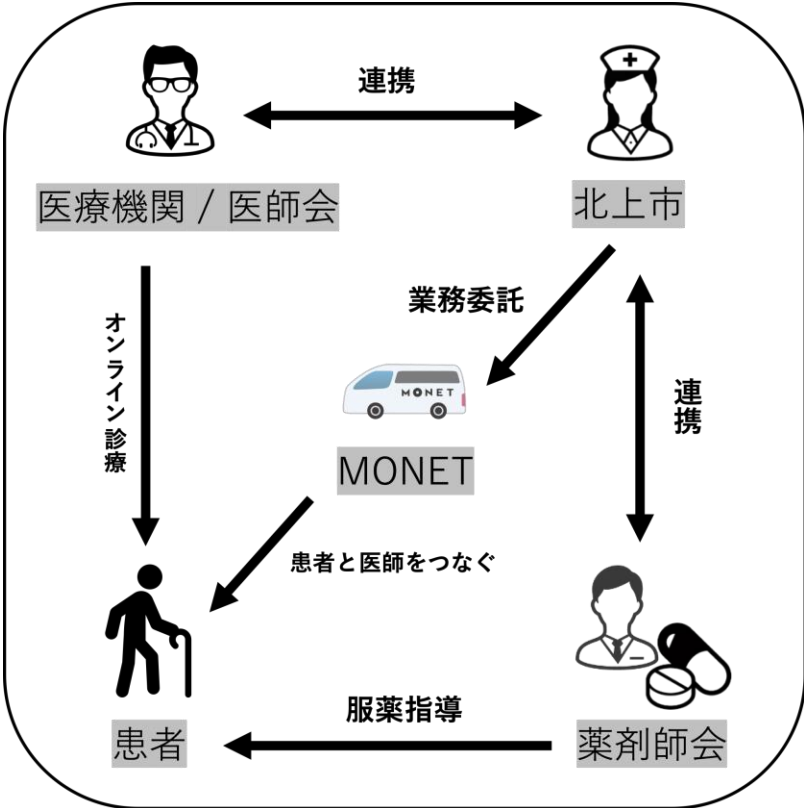 連携
医療機関 / 医師会
北上市
業務委託
オンライン診療
MONET
連携
MONET
患者と医師をつなぐ
服薬指導
患者
薬剤師会